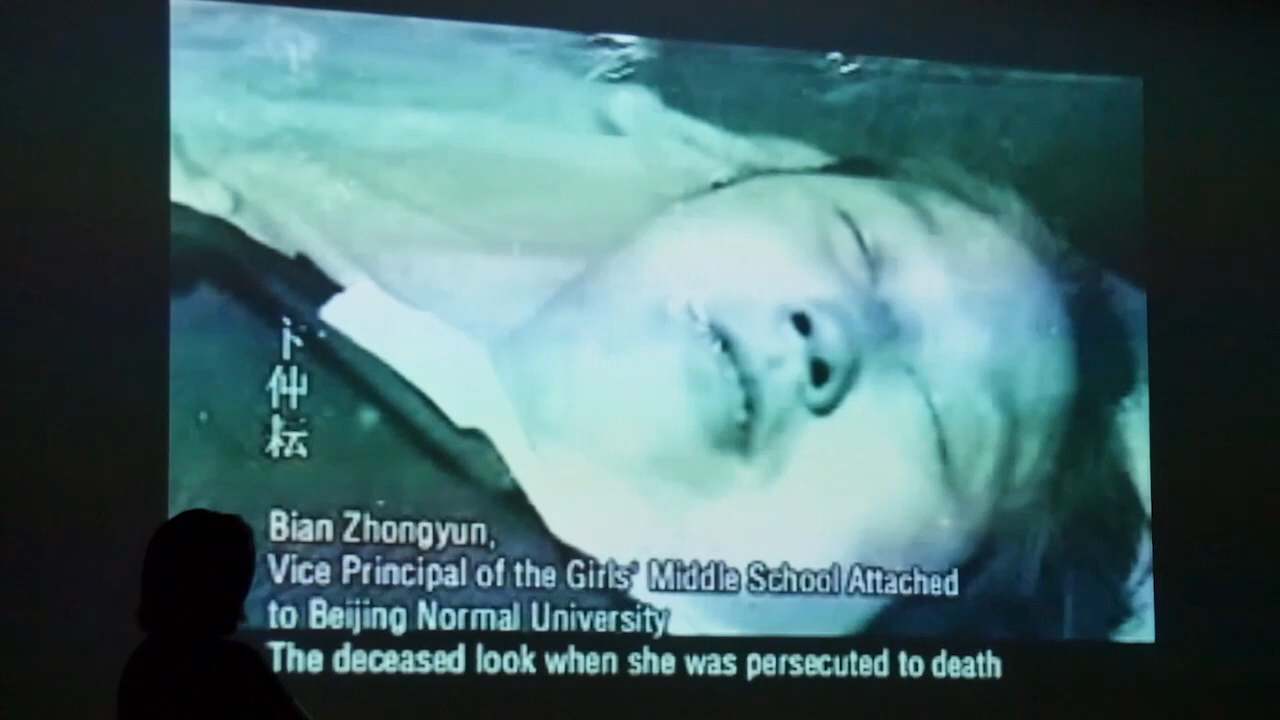 卞仲耘
Bian Zhongyun,
Vice Principal of the Girls' Middle School Attached
to Beijing Normal University
The deceased look when she was persecuted to death